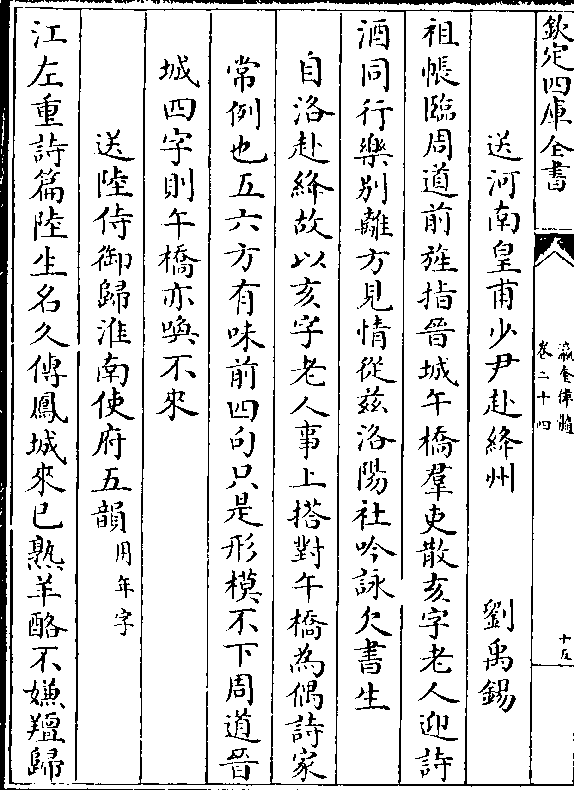 欽定四庫全書
瀛奎律髓
卷二十四
十五
送河南皇甫少尹赴絳州 劉禹錫
祖帳臨周道前旌指晉城午橋羣吏散亥字老人迎詩
酒同行樂别離方見情從兹洛陽社吟詠欠書生
自洛赴絳故以亥字老人事上搭對午橋為偶詩家
常例也五六方有味前四句只是形模不下周道晉
城四字則午橋亦喚不來
送陸侍御歸淮南使府五韻用年字
江左重詩篇陸生名久傳鳳城來已熟羊酪不嫌羶歸